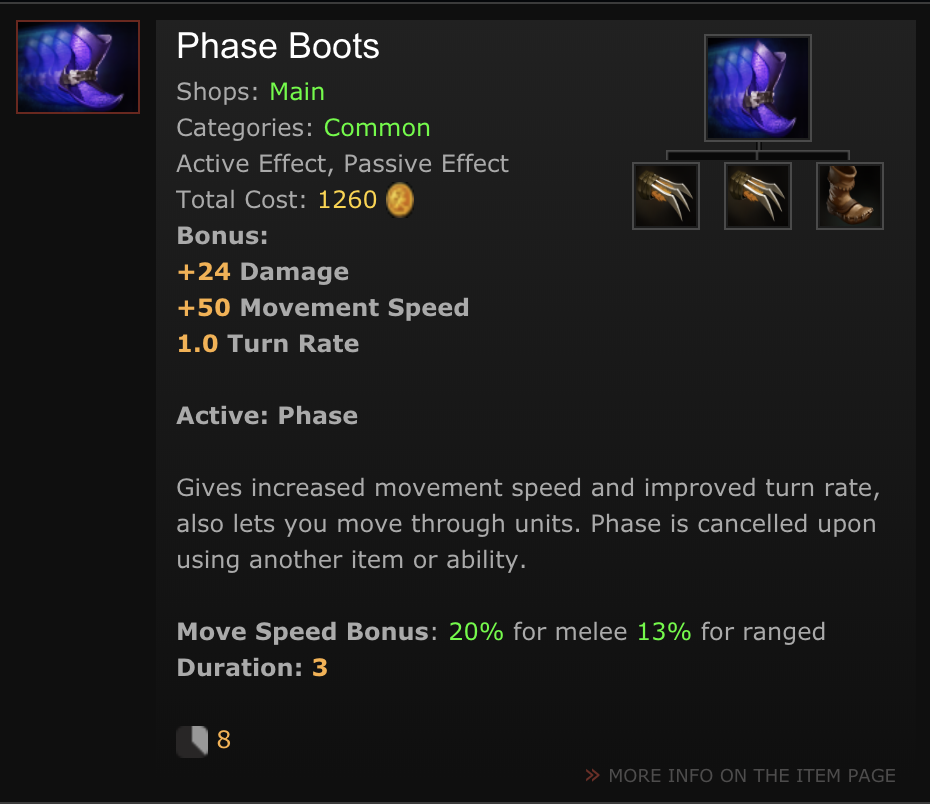 Phase Boots
Shops: Main
Categories: Common
Active Effect, Passive Effect
Total Cost: 1260
Bonus:
+24 Damage
+50 Movement Speed
1.0 Turn Rate
Active: Phase
Gives increased movement speed and improved turn rate,
also lets you move through units. Phase is cancelled upon
using another item or ability.
Move Speed Bonus: 20% for melee 13% for ranged
Duration: 3
8
» MORE INFO ON THE ITEM PAGE